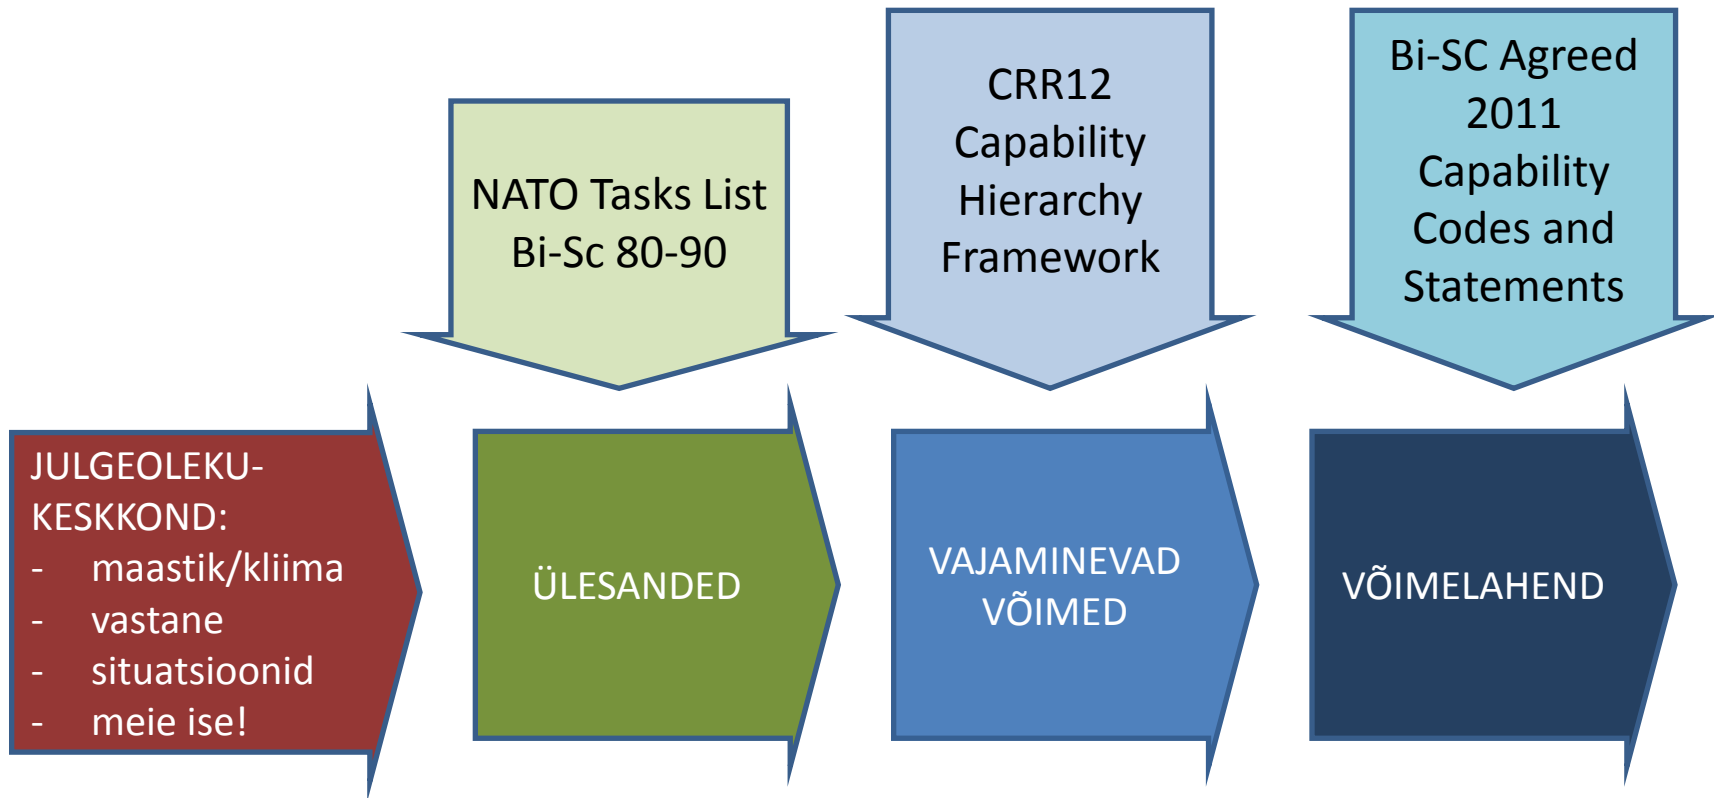 NATO Tasks List
Bi-Sc 80-90
CRR12
Capability
Hierarchy
Framework
Bi-SC Agreed
2011
Capability
Codes and
Statements
JULGEOLEKU-
KESKKOND:
- maastik/kliima
- vastane
- situatsioonid
- meie ise!
ÜLESANDED
VAJAMINEVAD
VÕIMED
VÕIMELAHEND